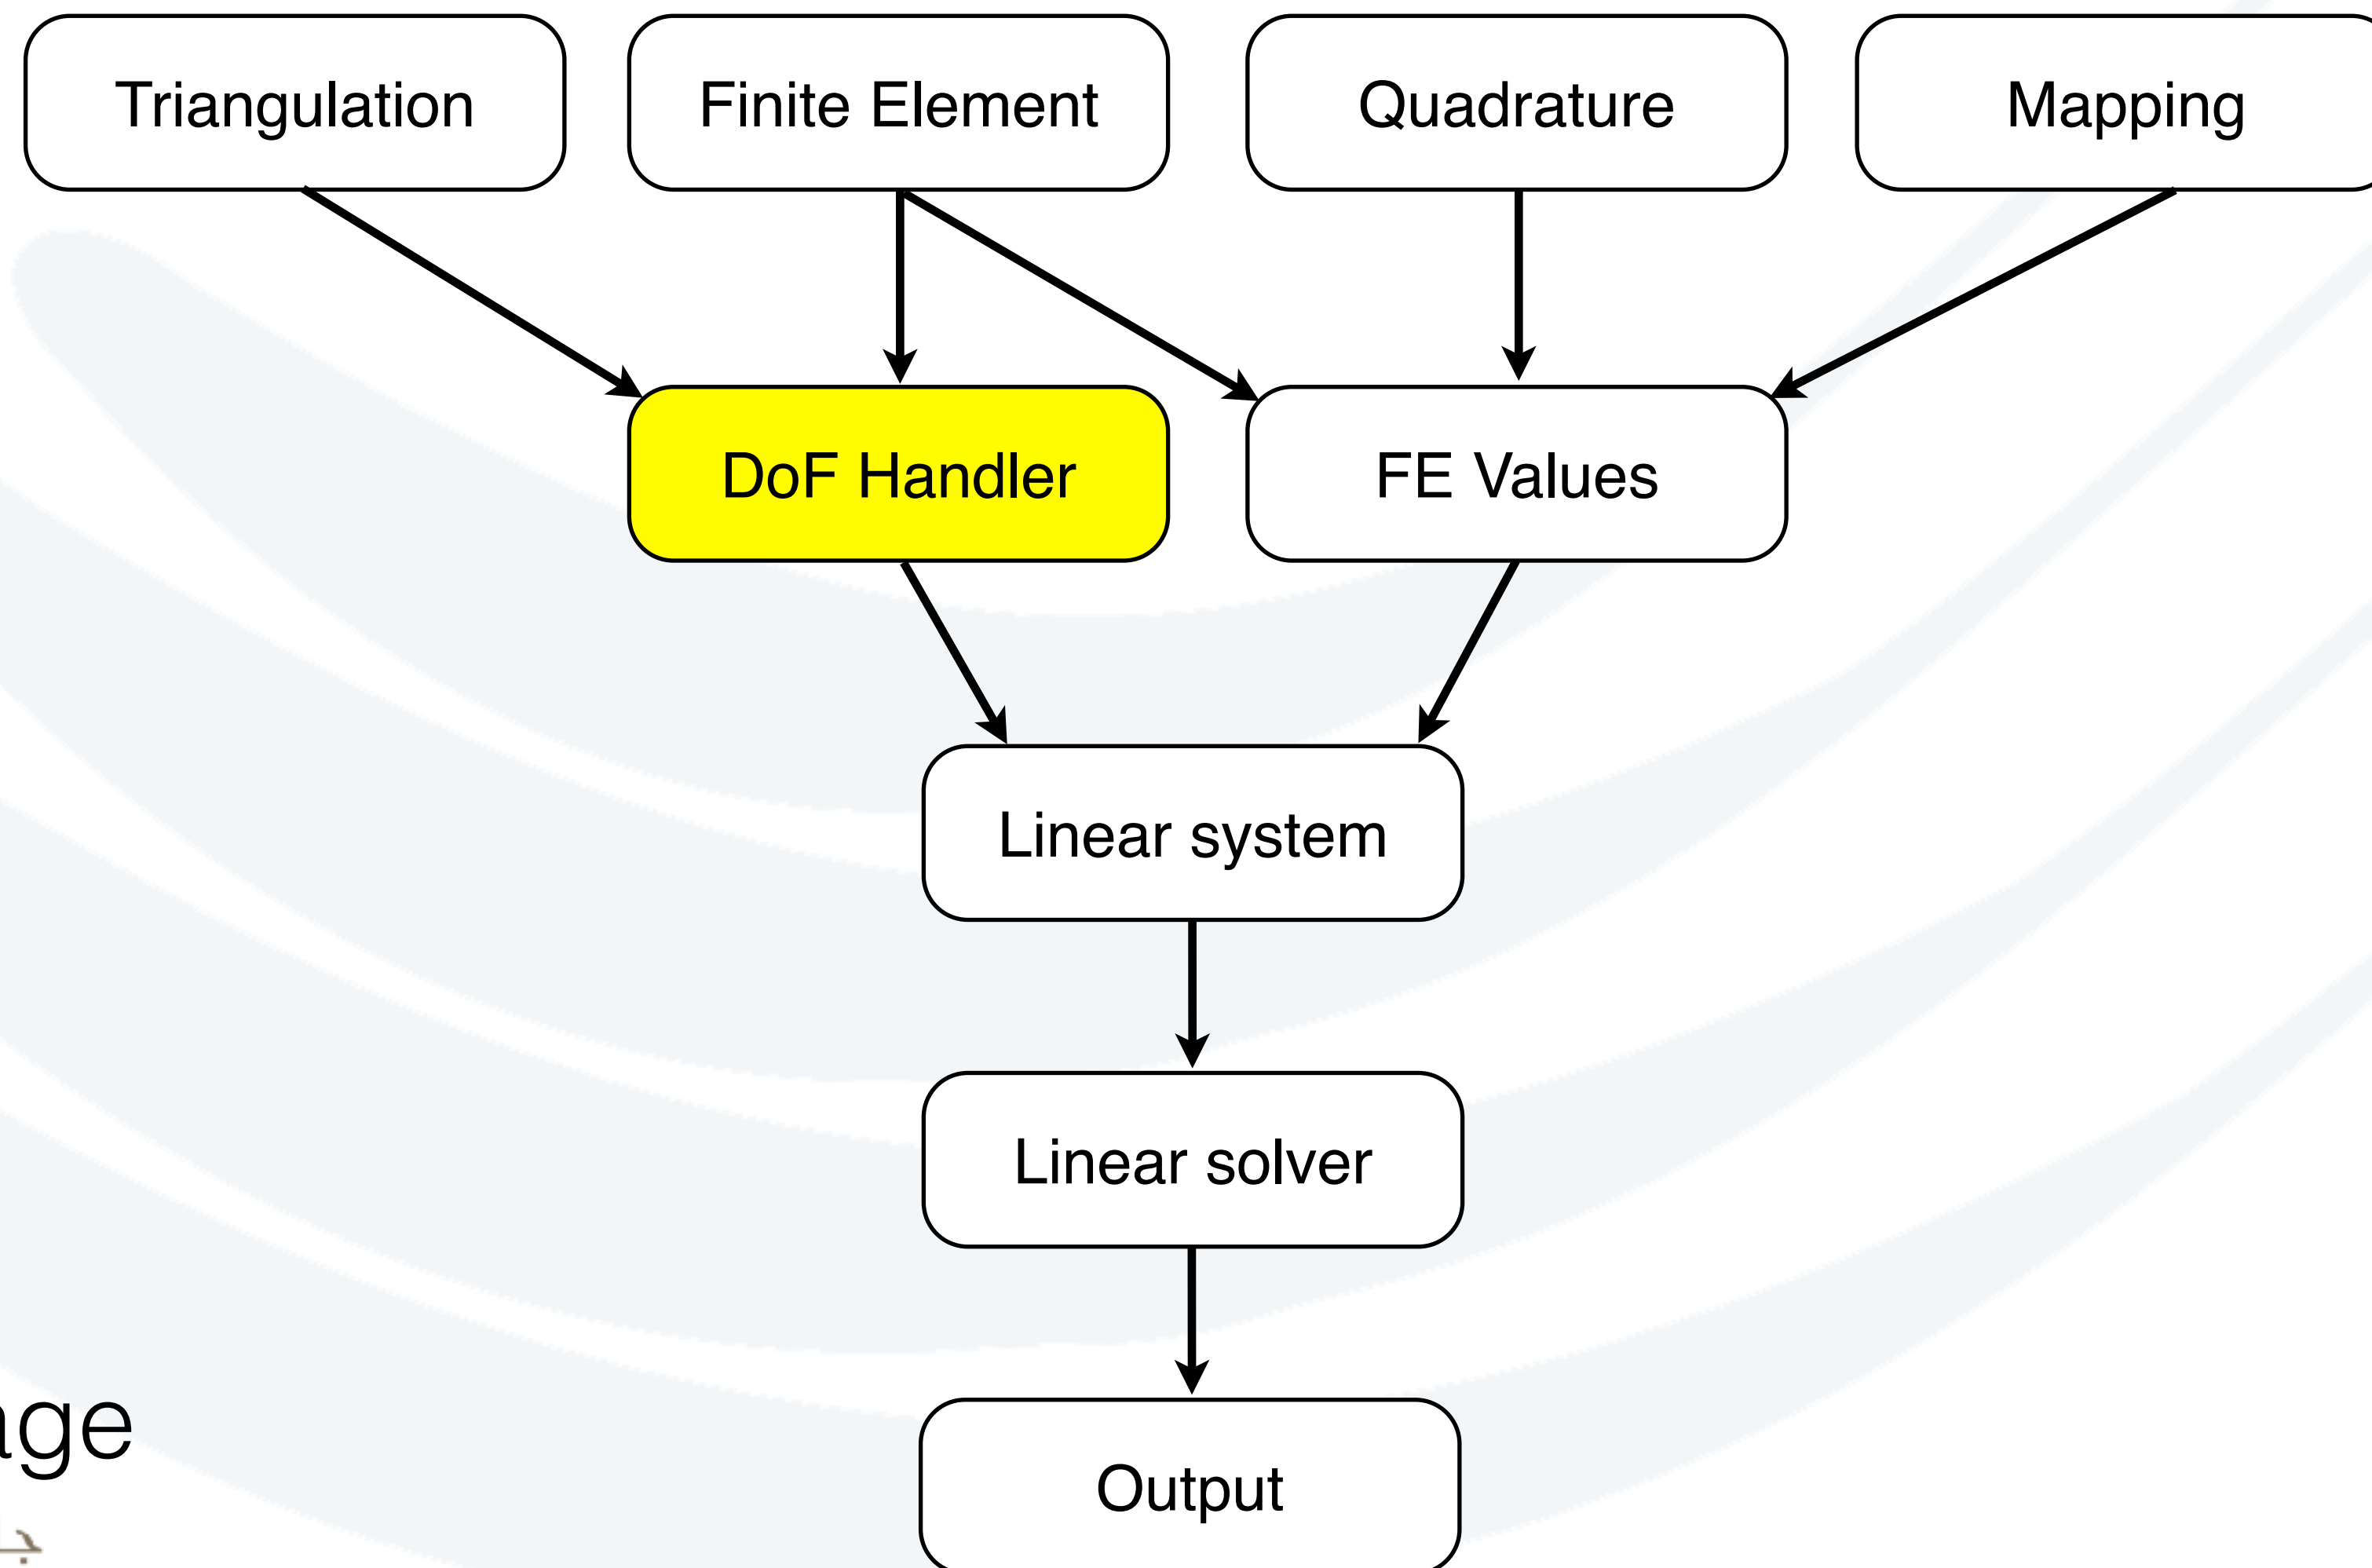 Triangulation
Finite Element
Quadrature
Mapping
DoF Handler
FE Values
Linear system
Linear solver
Output